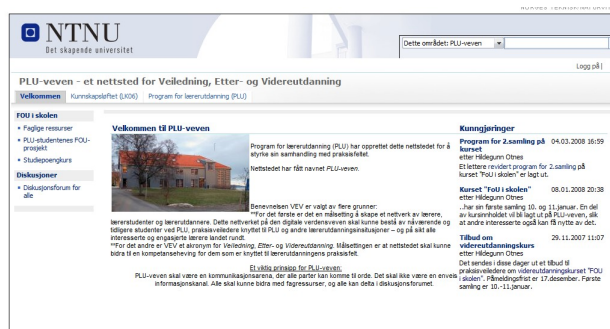 NTNU
Det skapende universitet
Dette området: PLU-veven
Logg på |
PLU-veven - et nettsted for Veiledning, Etter- og Videreutdanning
Velkommen Kunnskapsløftet (LK06) Program for lærerutdanning (PLU)
FOU i skolen
Faglige ressurser
PLU-studentenes FOU-
prosjekt
Studiepoengkurs
Diskusjoner
Diskusjonsforum for
alle
Velkommen til PLU-veven
Program for lærerutdanning (PLU) har opprettet dette nettstedet for å
styrke sin samhandling med praksisfeltet.
Nettstedet har fått navnet PLU-veven.
Benevnelsen VEV er valgt av flere grunner:
**For det første er det en målsetting å skape et nettverk av lærere,
lærerstudenter og lærerutdannere. Dette nettverket på den digitale verdensveven skal kunne bestå av nåværende og
tidligere studenter ved PLU, praksisveiledere knyttet til PLU og andre lærerutdanningsinstitusjoner – og på sikt alle
interesserte og engasjerte lærere landet rundt.
**For det andre er VEV et akronym for Veiledning, Etter- og Videreutdanning. Målsettingen er at nettstedet skal kunne
bidra til en kompetanseheving for dem som er knyttet til lærerutdanningens praksisfelt.
Et viktig prinsipp for PLU-veven:
PLU-veven skal være en kommunikasjonsarena, der alle parter kan komme til orde. Det skal ikke være en enveis
informasjonskanal. Alle skal kunne bidra med fagressurser, og alle kan delta i diskusjonsforumet.
Kunngjøringer
Program for 2.samling på 04.03.2008 16:59
kurset
etter Hildegunn Otnes
Et lettere revidert program for 2.samling på
kurset "FoU i skolen" er lagt ut.
Kurset "FoU i skolen" 08.01.2008 20:38
etter Hildegunn Otnes
..har sin første samling 10. og 11.januar. En del
av kursinnholdet vil bli lagt ut på PLU-veven, slik
at andre interesserte også kan få nytte av det.
Tilbud om 29.11.2007 11:07
videreutdanningskurs
etter Hildegunn Otnes
Det sendes i disse dager ut et tilbud til
praksisveiledere om videreutdanningskurset "FOU
i skolen". Påmeldingsfrist er 17.desember. Første
samling er 10.-11.januar.